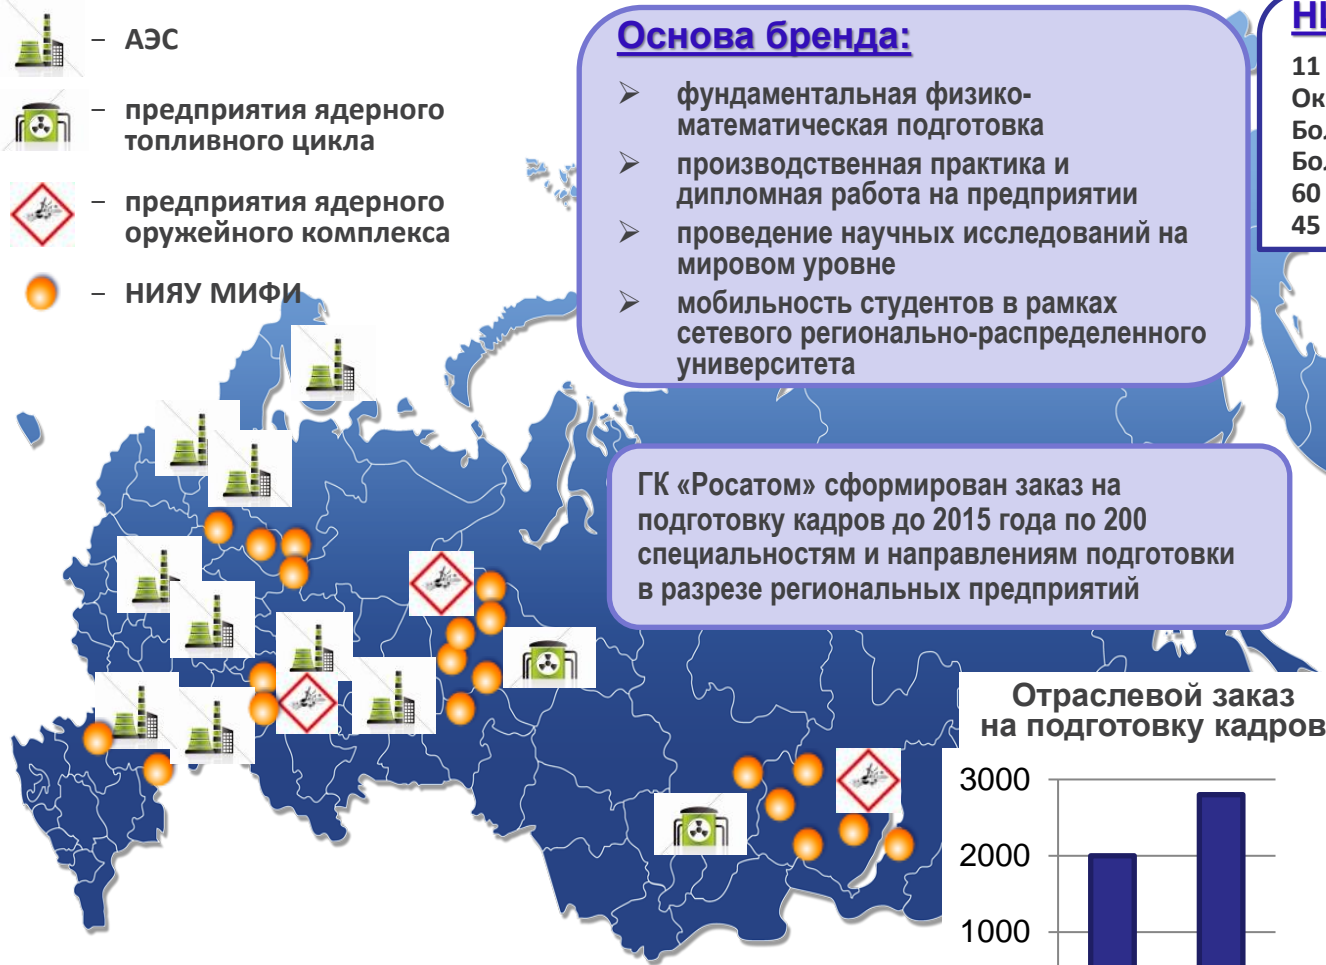 – АЭС
– предприятия ядерного
топливного цикла
– предприятия ядерного
оружейного комплекса
– НИЯУ МИФИ
Основа бренда:
➢ фундаментальная физико-
математическая подготовка
➢ производственная практика и
дипломная работа на предприятии
➢ проведение научных исследований на
мировом уровне
➢ мобильность студентов в рамках
сетевого регионально-распределенного
университета
11
60
45
ГК «Росатом» сформирован заказ на
подготовку кадров до 2015 года по 200
специальностям и направлениям подготовки
в разрезе региональных предприятий
Отраслевой заказ
на подготовку кадров
3000
2000
1000